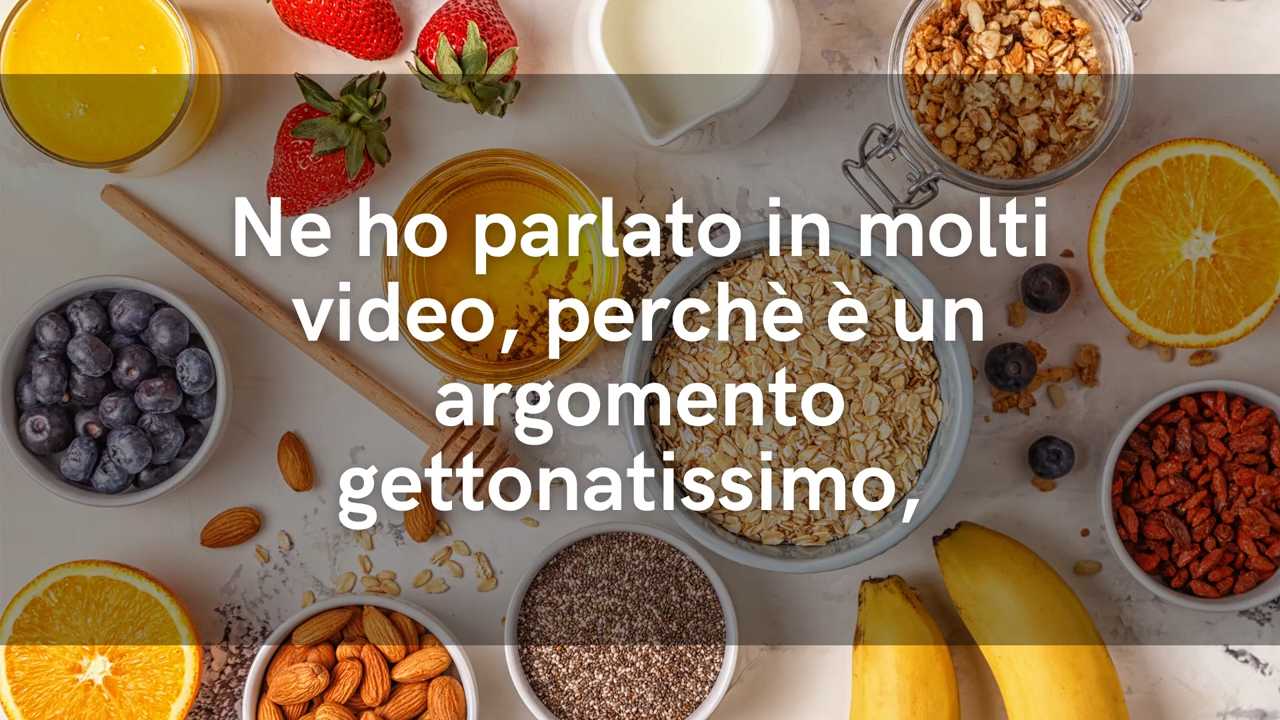 Ne ho parlato in molti
video, perchè è un
argomento
gettonatissimo,